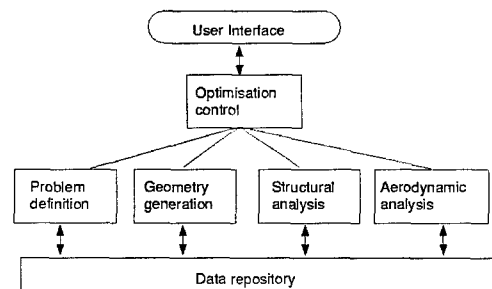 User Interface
Optimisation
control
Problem
definition
Geometry
generation
Structural
analysis
Aerodynamic
analysis
Data repository